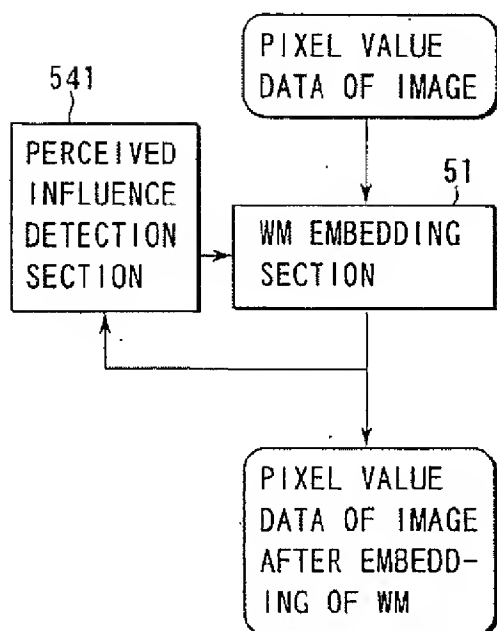 PIXEL VALUE
DATA OF IMAGE
541
PERCEIVED
INFLUENCE
DETECTION
SECTION
51
WM EMBEDDING
SECTION
PIXEL VALUE
DATA OF IMAGE
AFTER EMBEDD-
ING OF WM